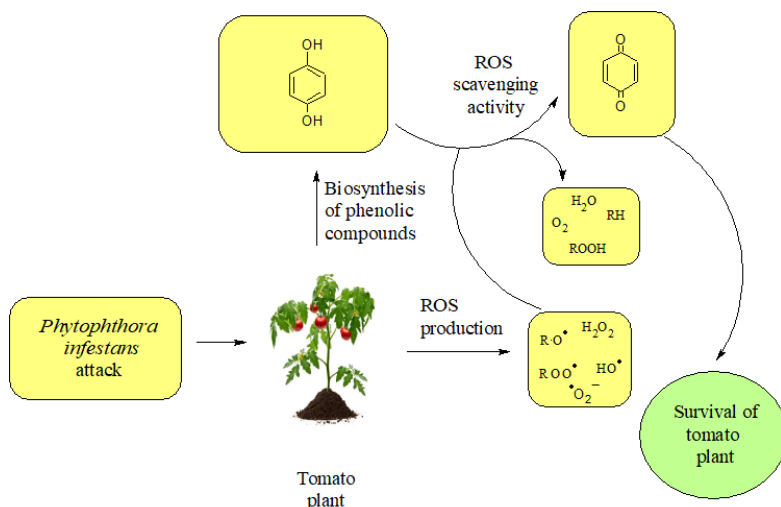 OH
OH
ROS
scavenging
activity
O
O
Biosynthesis
of phenolic
compounds
H2O
O2
RH
ROOH
Phytophthora
infestans
attack
ROS
production
R·O•
H2O2
ROO•
HO•
•O2−
Survival of
tomato
plant
Tomato
plant